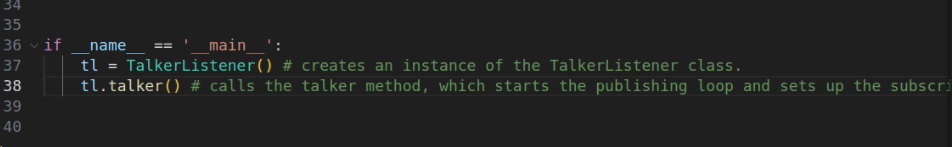 34
35
36 if __name__ == '__main__':
37 tl = TalkerListener() # creates an instance of the TalkerListener class.
38 tl.talker() # calls the talker method, which starts the publishing loop and sets up the subscri
39
40